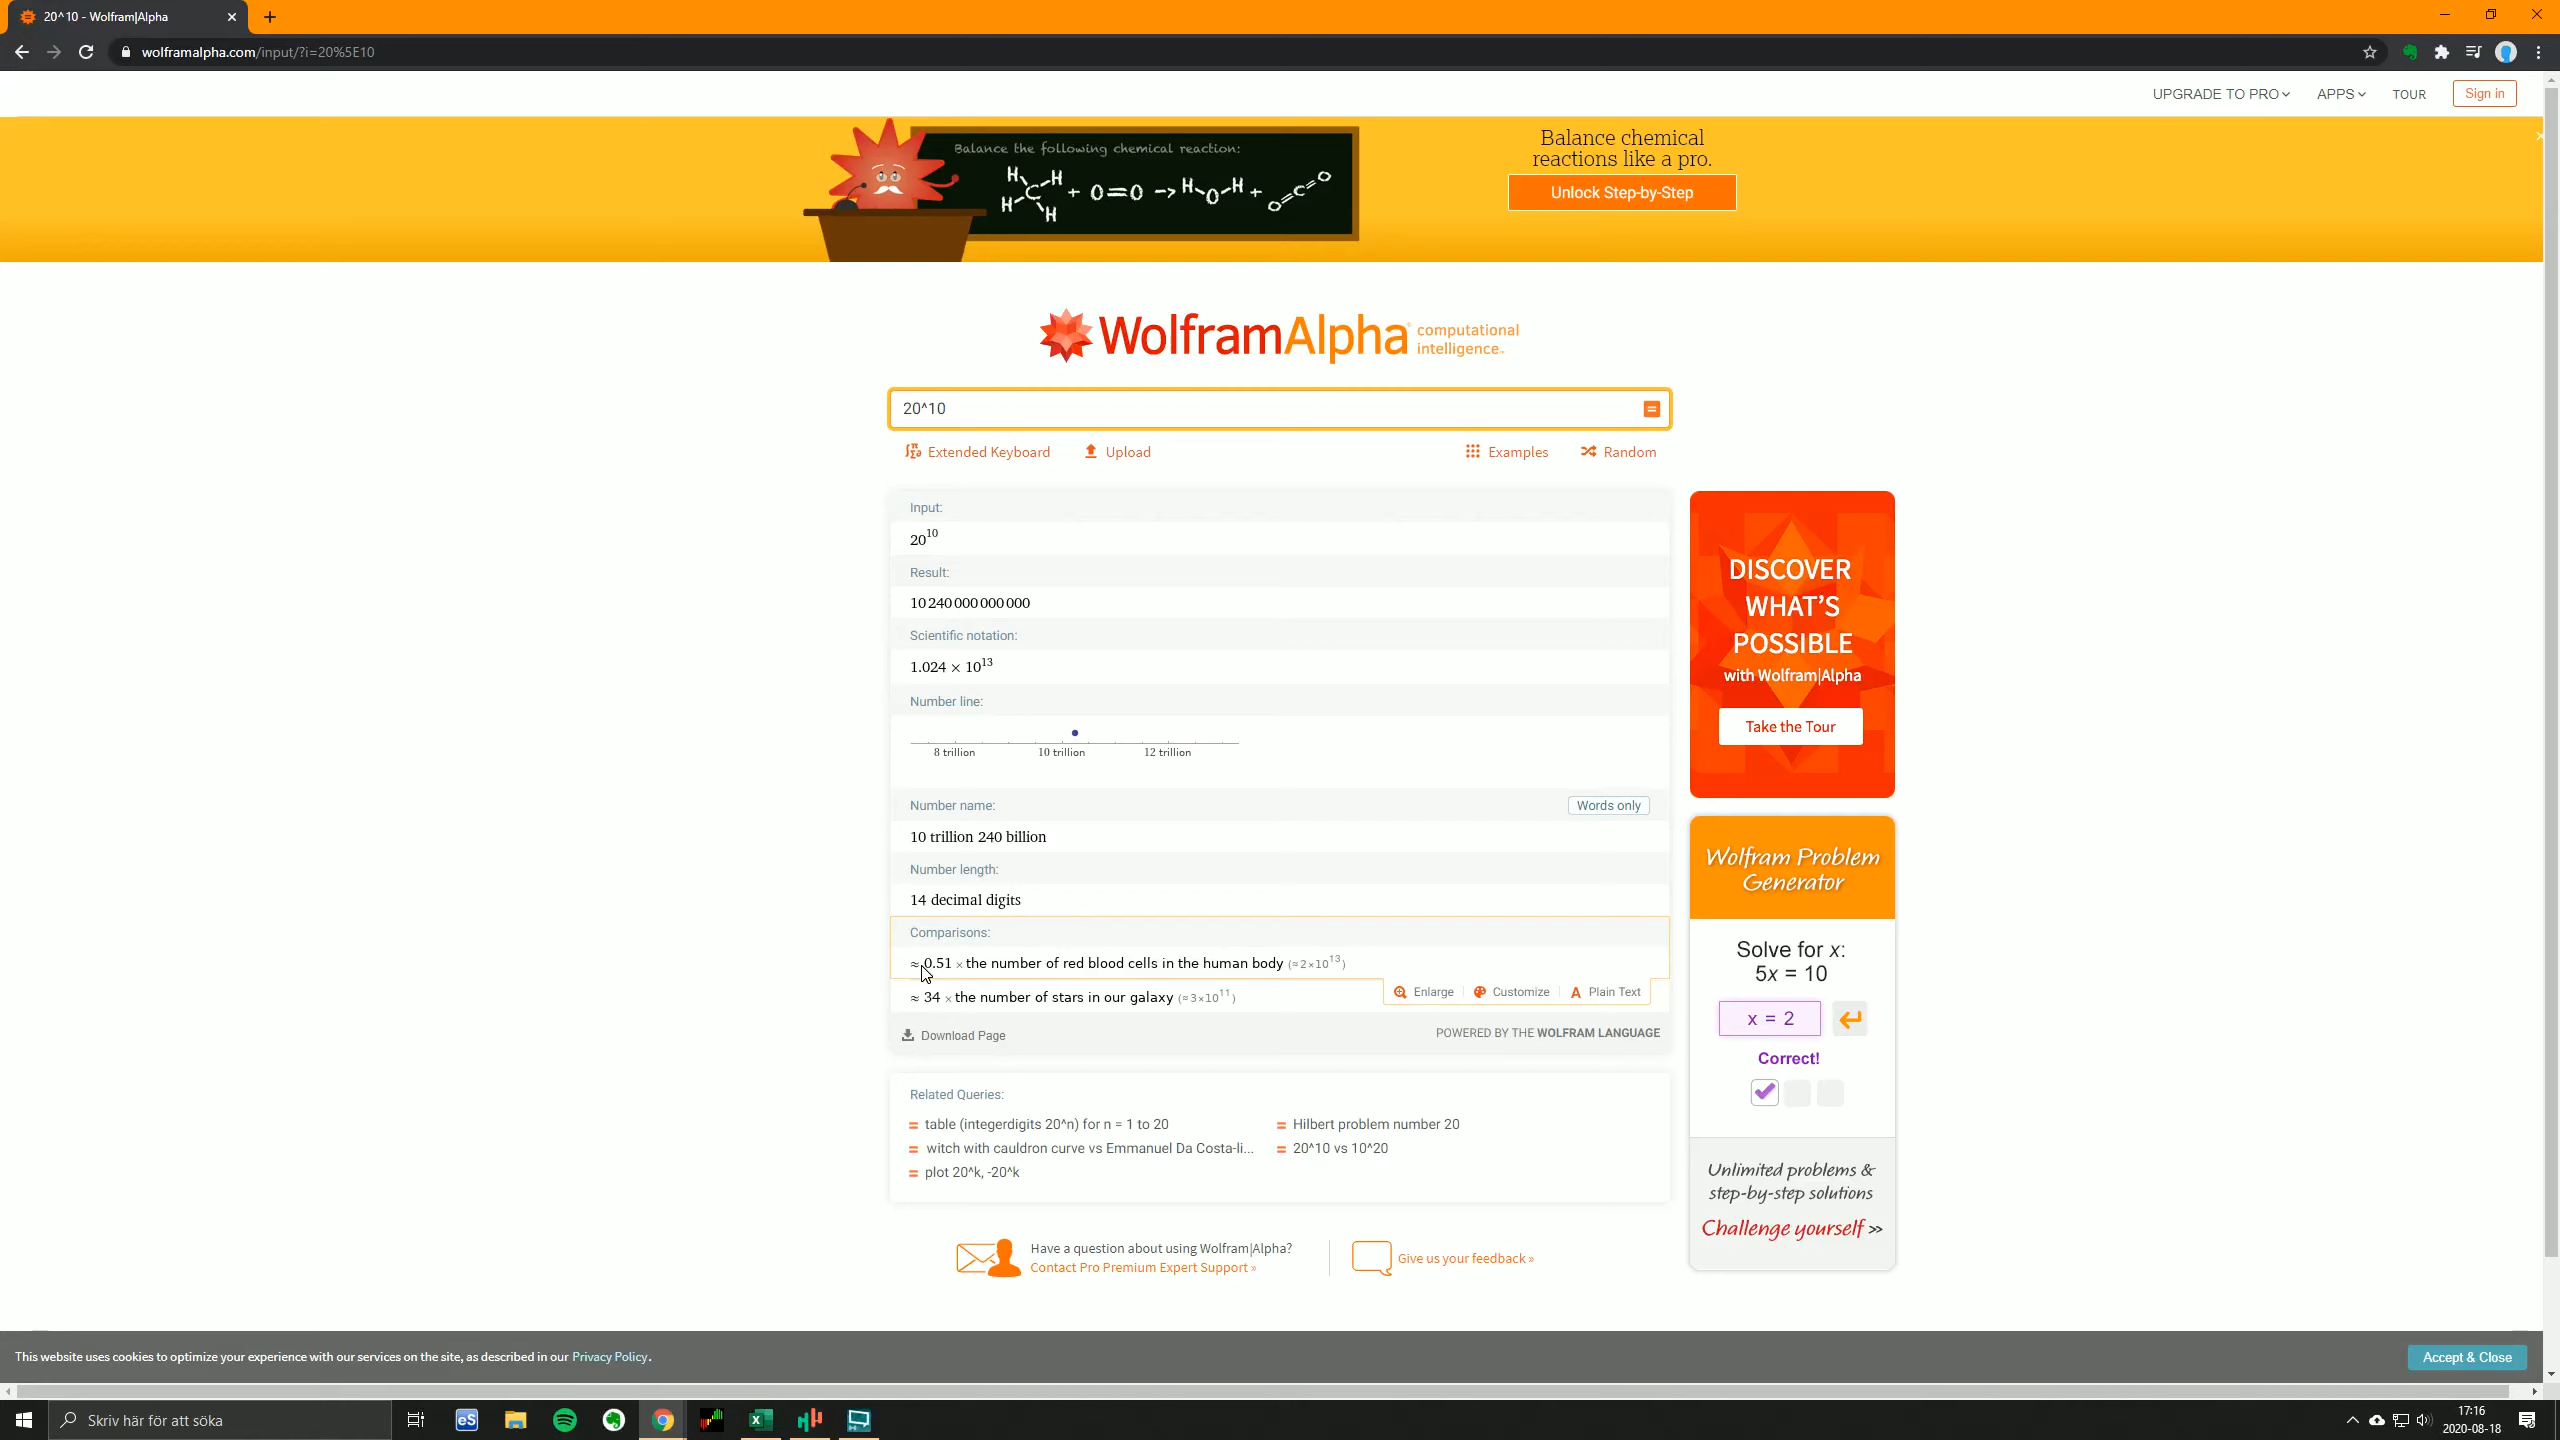 20^10 - Wolfram|Alpha
wolframalpha.com/input/?i=20%5E10
UPGRADE TO PRO APPS TOUR Sign in
Balance the following chemical reaction:
H H C H H + O=O -> H O H + O C O
Balance chemical
reactions like a pro.
Unlock Step-by-Step
WolframAlpha computational
intelligence.
20^10
Extended Keyboard Upload Examples Random
Input:
20^10
Result:
10 240 000 000 000
Scientific notation:
1.024 × 10^13
Number line:
8 trillion 10 trillion 12 trillion
Number name: Words only
10 trillion 240 billion
Number length:
14 decimal digits
Comparisons:
≈ 0.51 × the number of red blood cells in the human body (≈ 2×10^13)
Enlarge Customize A Plain Text
≈ 34 × the number of stars in our galaxy (≈ 3×10^11)
Download Page POWERED BY THE WOLFRAM LANGUAGE
Related Queries:
= table (integerdigits 20^n) for n = 1 to 20
= Hilbert problem number 20
= witch with cauldron curve vs Emmanuel Da Costa-li...
= 20^10 vs 10^20
= plot 20^k, -20^k
Have a question about using Wolfram|Alpha?
Contact Pro Premium Expert Support »
Give us your feedback »
DISCOVER
WHAT'S
POSSIBLE
with Wolfram|Alpha
Take the Tour
Wolfram Problem
Generator
Solve for x:
5x = 10
x = 2
Correct!
Unlimited problems &
step-by-step solutions
Challenge yourself >>
This website uses cookies to optimize your experience with our services on the site, as described in our Privacy Policy.
Accept & Close
Skriv här för att söka
eS
17:16
2020-08-18